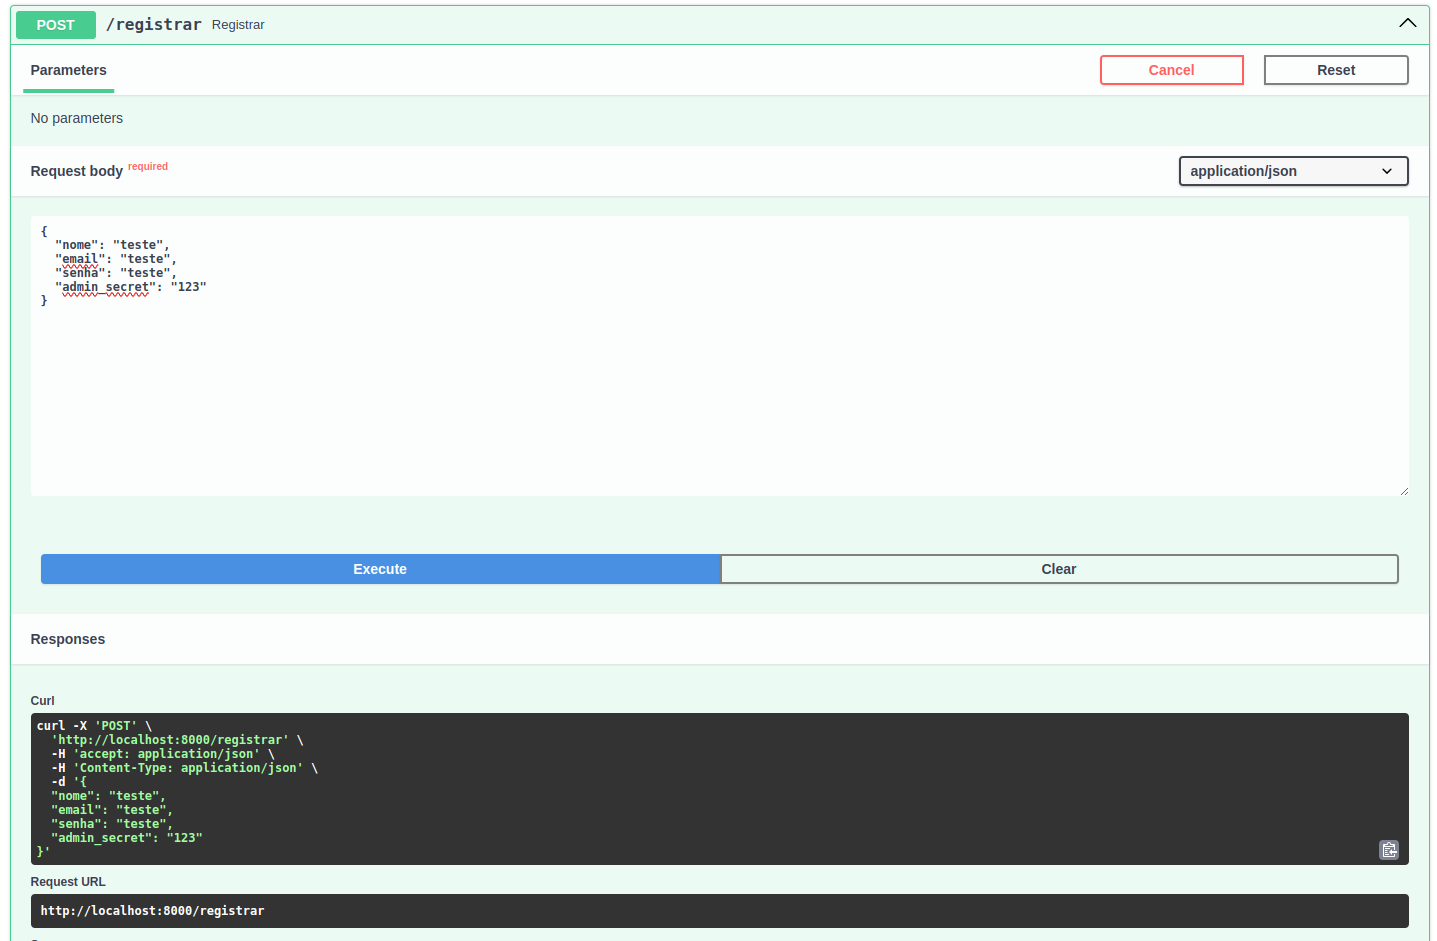 POST /registrar Registrar
Parameters
Cancel
Reset
No parameters
Request body required
application/json
{
  "nome": "teste",
  "email": "teste",
  "senha": "teste",
  "admin_secret": "123"
}
Execute
Clear
Responses
Curl
curl -X 'POST' \
  'http://localhost:8000/registrar' \
  -H 'accept: application/json' \
  -H 'Content-Type: application/json' \
  -d '{
  "nome": "teste",
  "email": "teste",
  "senha": "teste",
  "admin_secret": "123"
}'
Request URL
http://localhost:8000/registrar